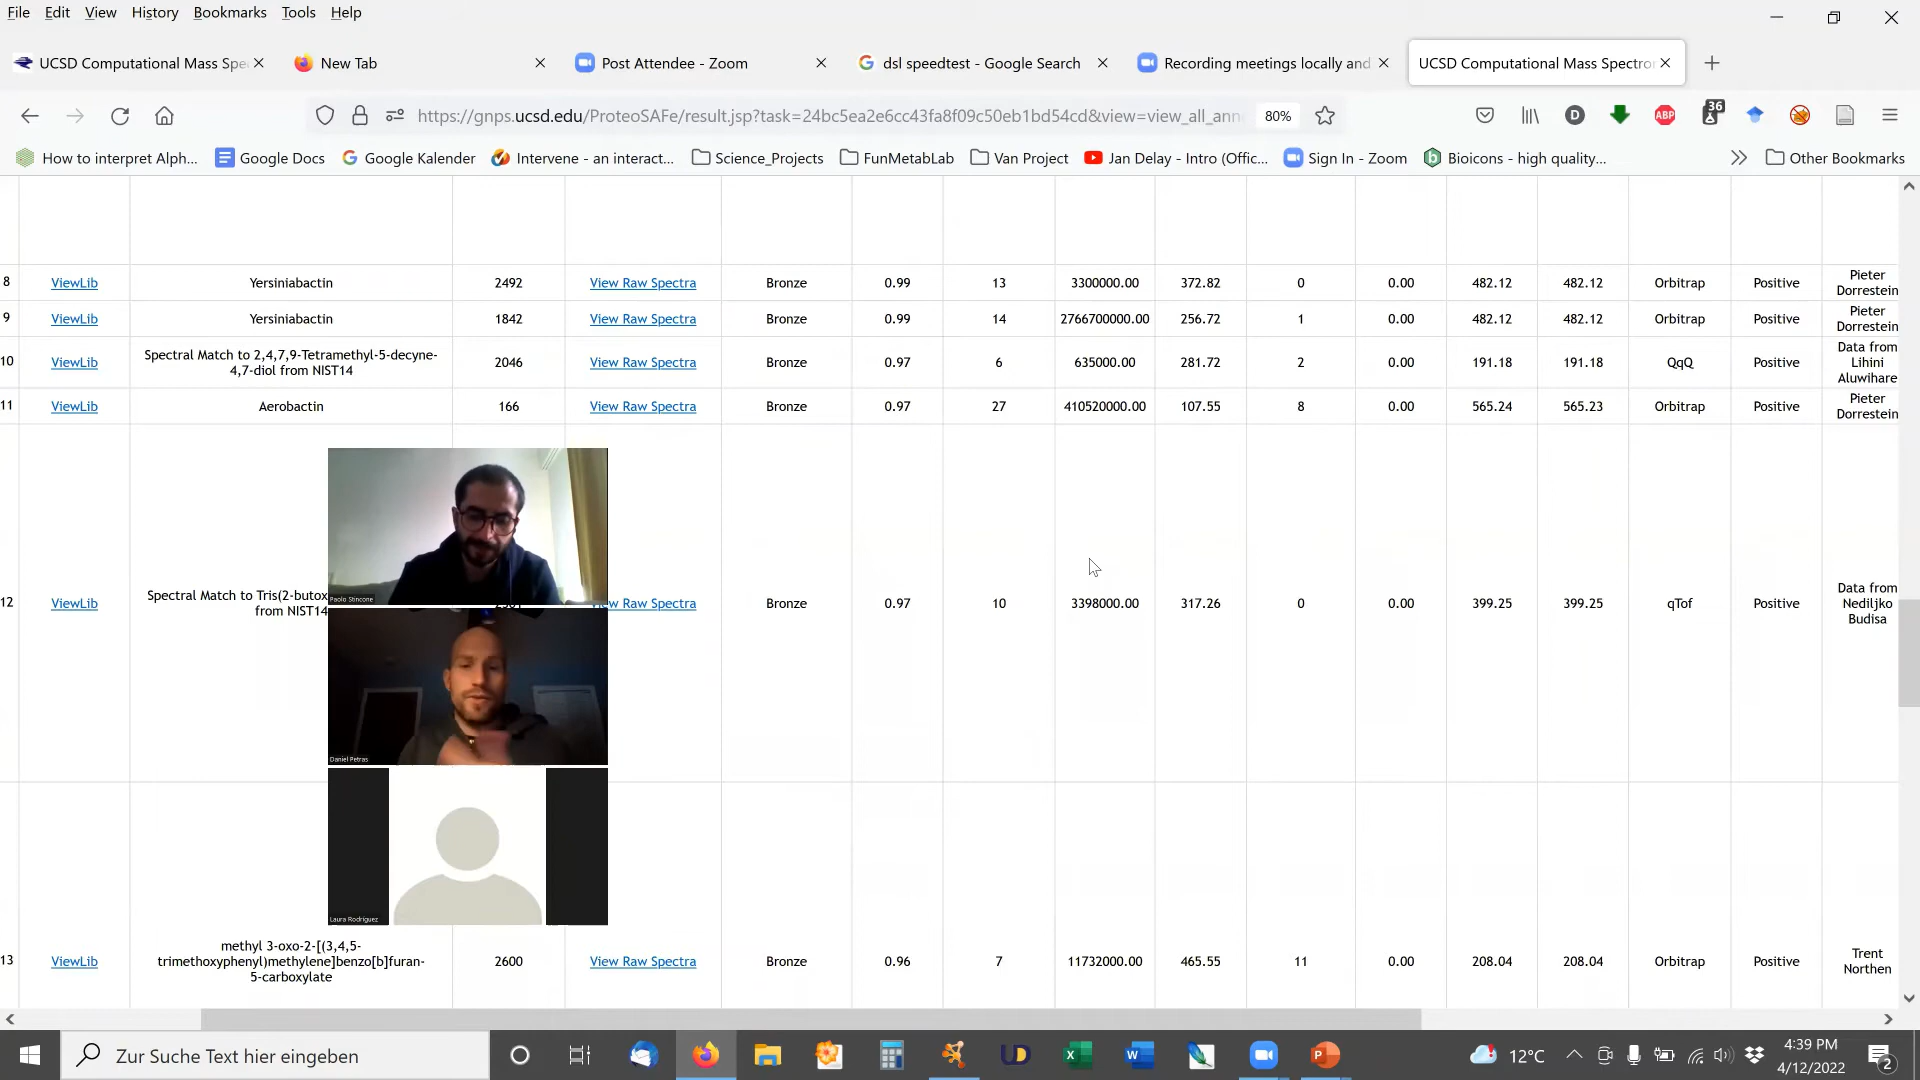 File Edit View History Bookmarks Tools Help
UCSD Computational Mass Spe
New Tab
Post Attendee - Zoom
dsl speedtest - Google Search
Recording meetings locally and
UCSD Computational Mass Spectro
https://gnps.ucsd.edu/ProteoSAFe/result.jsp?task=24bc5ea2e6cc43fa8f09c50eb1bd54cd&view=view_all_ann
80%
ABP
36
How to interpret Alph...
Google Docs
Google Kalender
Intervene - an interact...
Science_Projects
FunMetabLab
Van Project
Jan Delay - Intro (Offic...
Sign In - Zoom
Bioicons - high quality...
Other Bookmarks
8 ViewLib Yersiniabactin 2492 View Raw Spectra Bronze 0.99 13 3300000.00 372.82 0 0.00 482.12 482.12 Orbitrap Positive Pieter
Dorrestein
9 ViewLib Yersiniabactin 1842 View Raw Spectra Bronze 0.99 14 2766700000.00 256.72 1 0.00 482.12 482.12 Orbitrap Positive Pieter
Dorrestein
10 ViewLib Spectral Match to 2,4,7,9-Tetramethyl-5-decyne-
4,7-diol from NIST14 2046 View Raw Spectra Bronze 0.97 6 635000.00 281.72 2 0.00 191.18 191.18 QqQ Positive Data from
Lihini
Aluwihare
11 ViewLib Aerobactin 166 View Raw Spectra Bronze 0.97 27 410520000.00 107.55 8 0.00 565.24 565.23 Orbitrap Positive Pieter
Dorrestein
12 ViewLib Spectral Match to Tris(2-butox
from NIST14 View Raw Spectra Bronze 0.97 10 3398000.00 317.26 0 0.00 399.25 399.25 qTof Positive Data from
Nediljko
Budisa
Paolo Stincone
Daniel Petras
Laura Rodriguez
13 ViewLib methyl 3-oxo-2-[(3,4,5-
trimethoxyphenyl)methylene]benzo[b]furan-
5-carboxylate 2600 View Raw Spectra Bronze 0.96 7 11732000.00 465.55 11 0.00 208.04 208.04 Orbitrap Positive Trent
Northen
Zur Suche Text hier eingeben
12°C
4:39 PM
4/12/2022
2